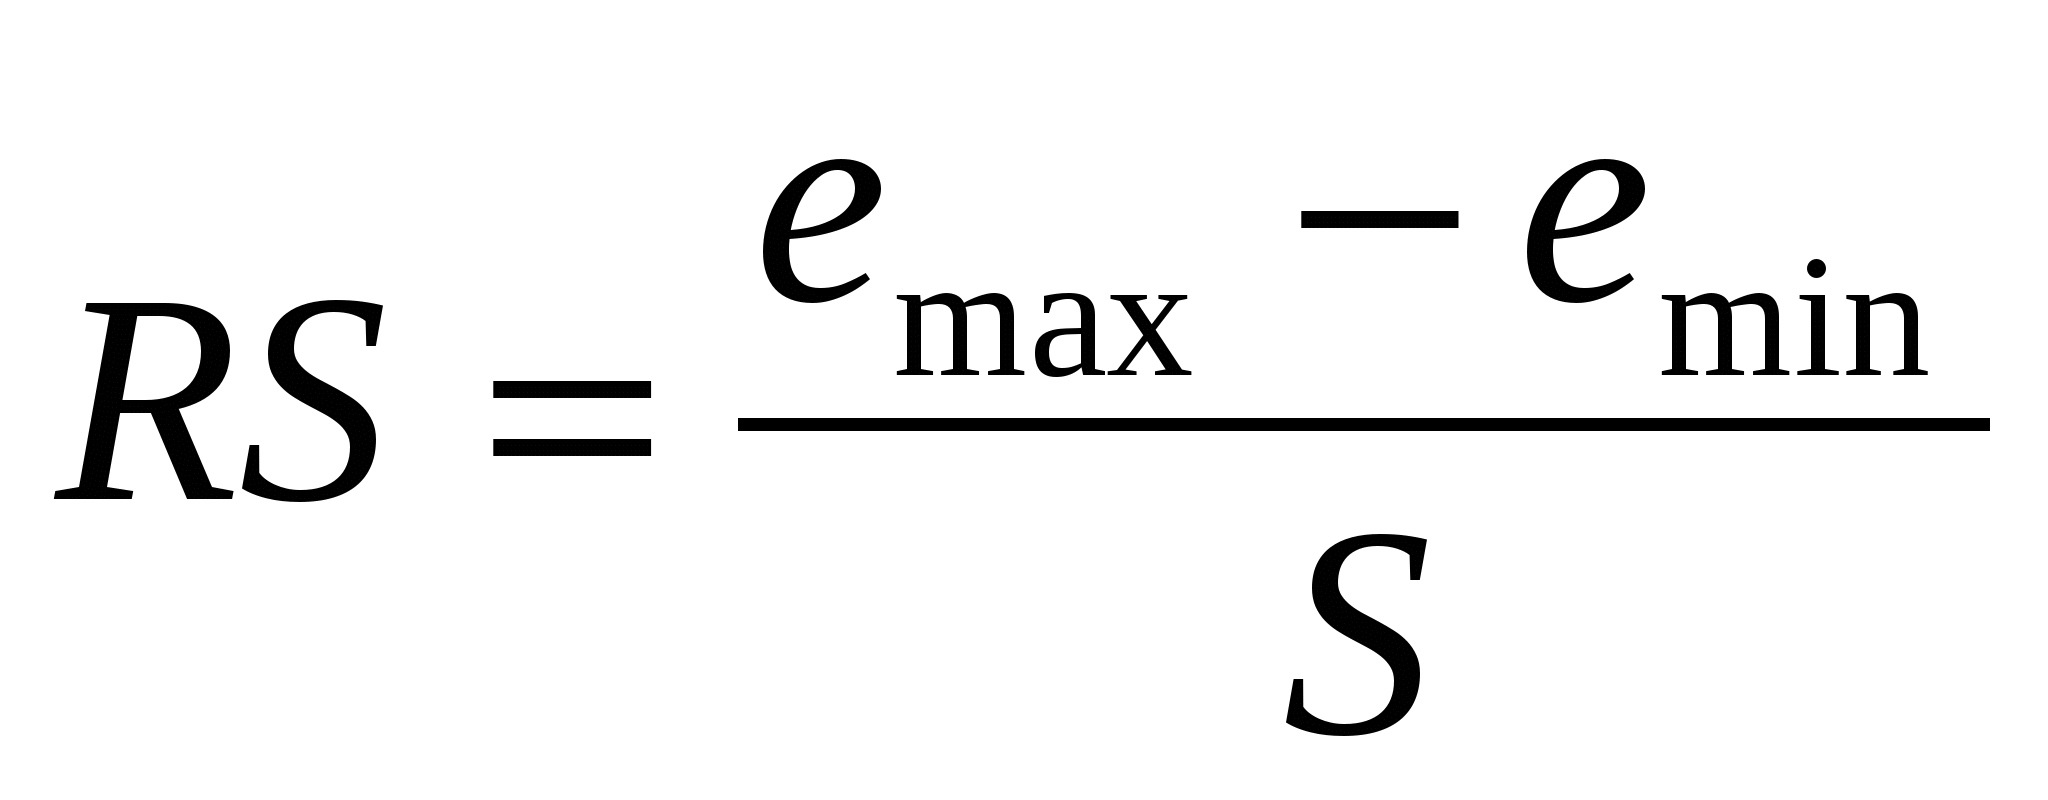 RS = (e_max − e_min) / S